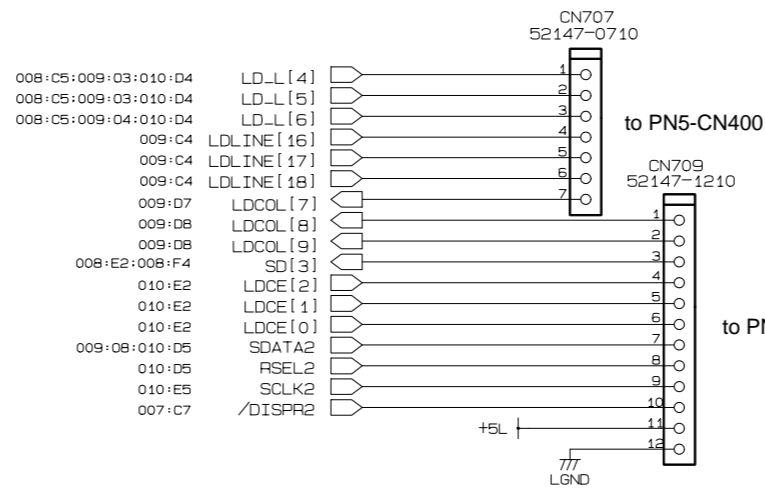 CN707
52147-0710
008:C5:009:03:010:D4 LD_L[4] 1
008:C5:009:03:010:D4 LD_L[5] 2
008:C5:009:04:010:D4 LD_L[6] 3
to PN5-CN400
009:C4 LDLINE[16] 4
009:C4 LDLINE[17] 5
009:C4 LDLINE[18] 6
CN709
52147-1210
009:D7 LDCOL[7] 7
009:D8 LDCOL[8] 1
009:D8 LDCOL[9] 2
008:E2:008:F4 SD[3] 3
010:E2 LDCE[2] 4
010:E2 LDCE[1] 5
010:E2 LDCE[0] 6
to PN
009:08:010:D5 SDATA2 7
010:D5 RSEL2 8
010:E5 SCLK2 9
007:C7 /DISPR2 10
+5L 11
12
LGND